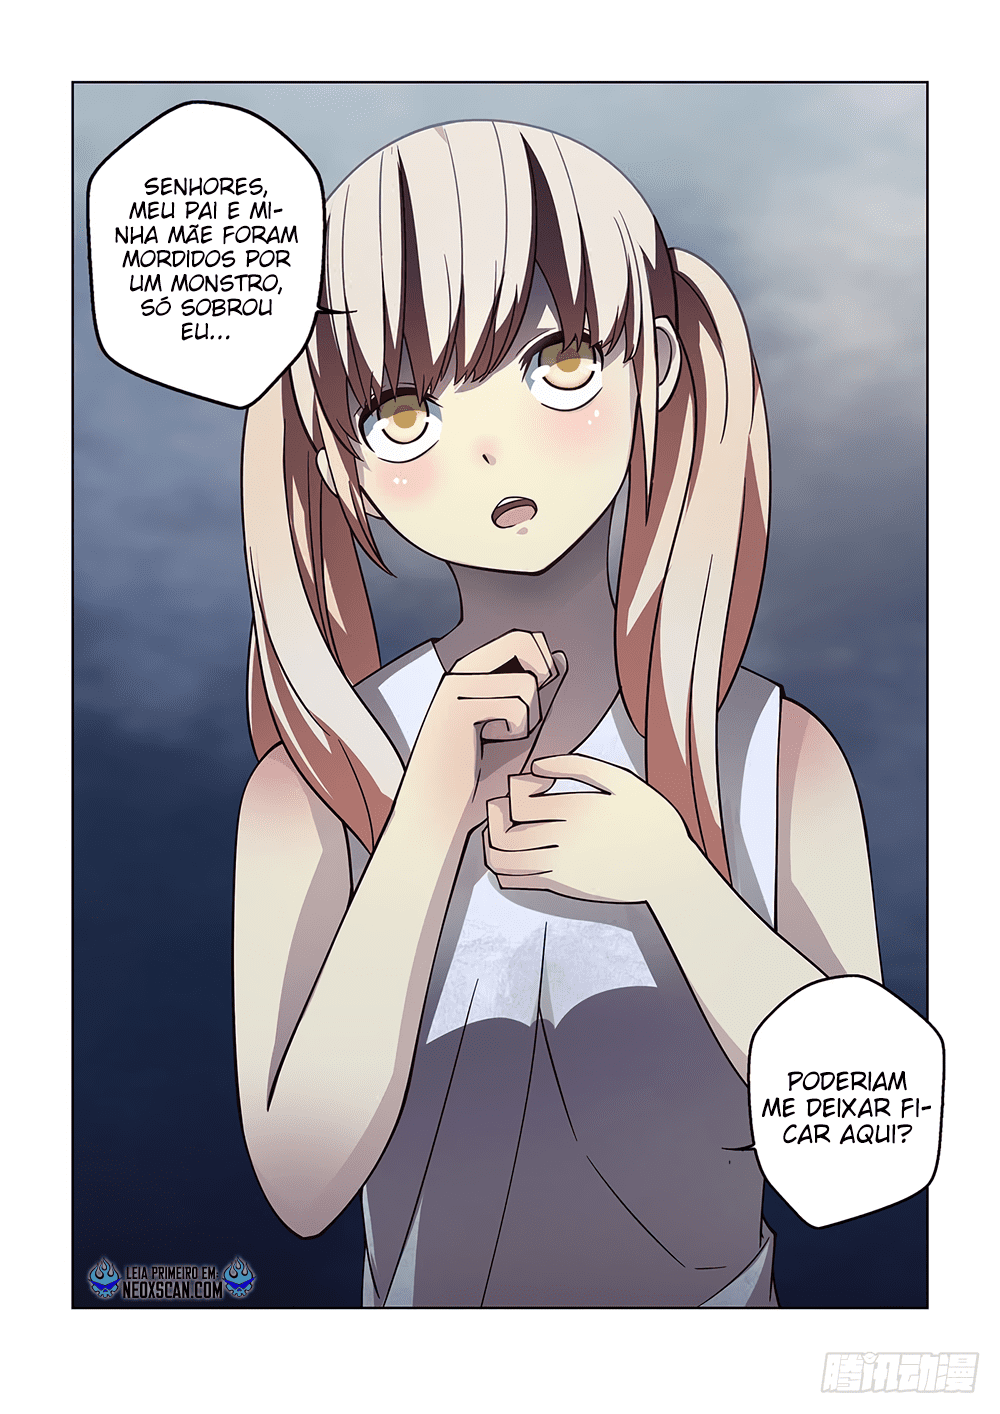 SENHORES,
MEU PAI E MI-
NHA MÃE FORAM
MORDIDOS POR
UM MONSTRO,
SÓ SOBROU
EU...
PODERIAM
ME DEIXAR FI-
CAR AQUI?
LEIA PRIMEIRO EM:
NEOXSCAN.COM
腾讯动漫